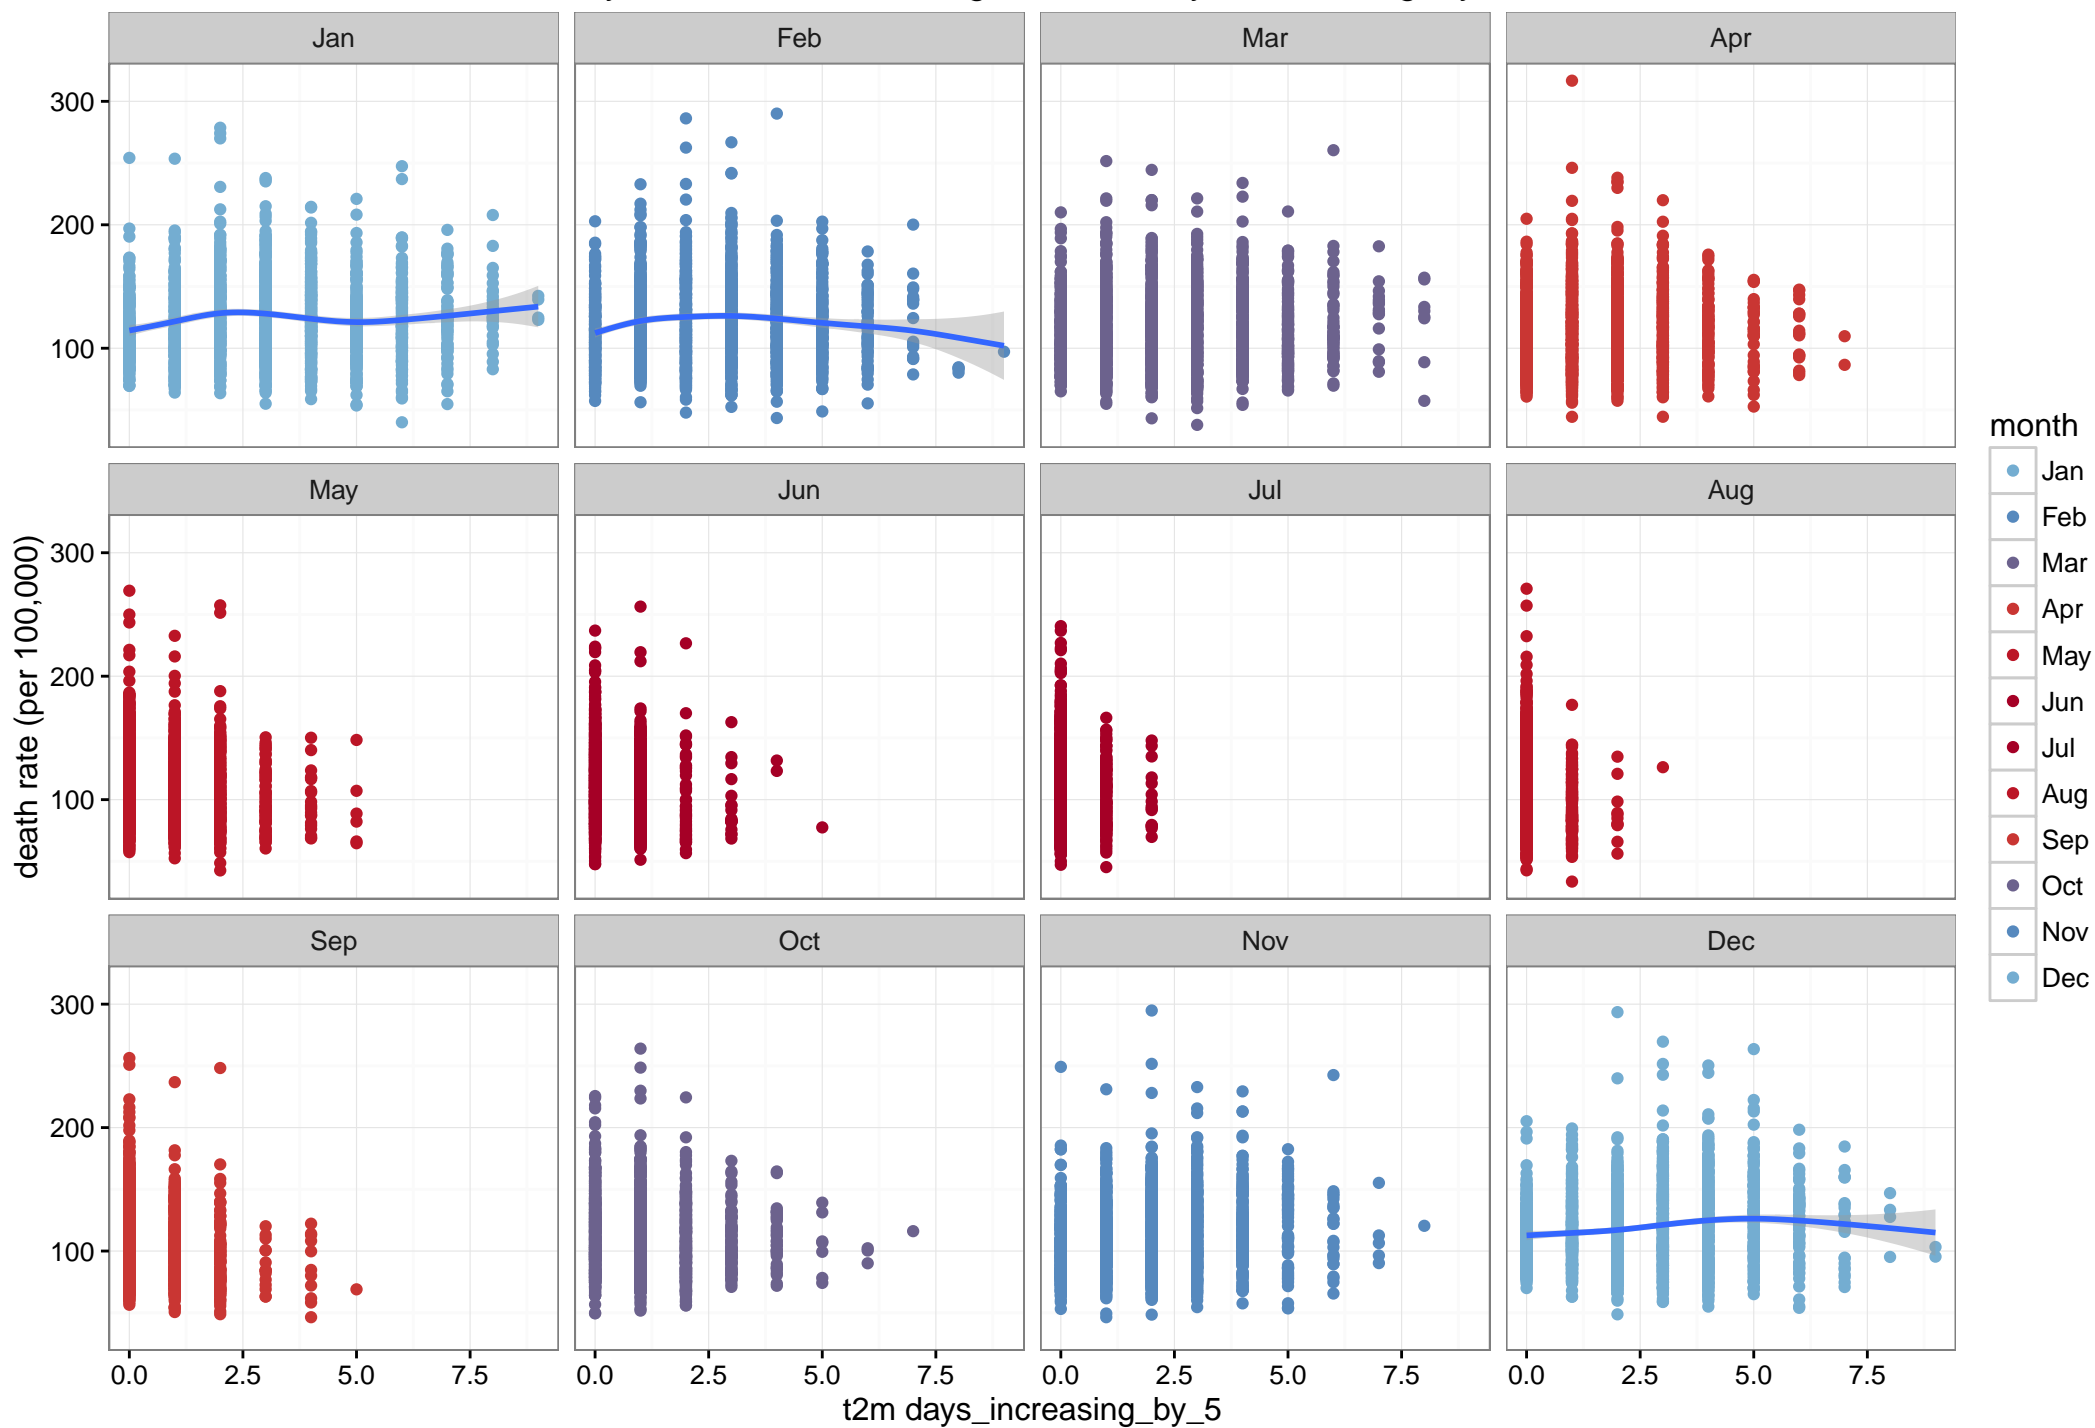 Jan Feb Mar Apr
300
200
100
May Jun Jul Aug
300
200
100
Sep Oct Nov Dec
300
200
100
0.0 2.5 5.0 7.5 0.0 2.5 5.0 7.5 0.0 2.5 5.0 7.5 0.0 2.5 5.0 7.5
t2m days_increasing_by_5
death rate (per 100,000)
month
Jan
Feb
Mar
Apr
May
Jun
Jul
Aug
Sep
Oct
Nov
Dec